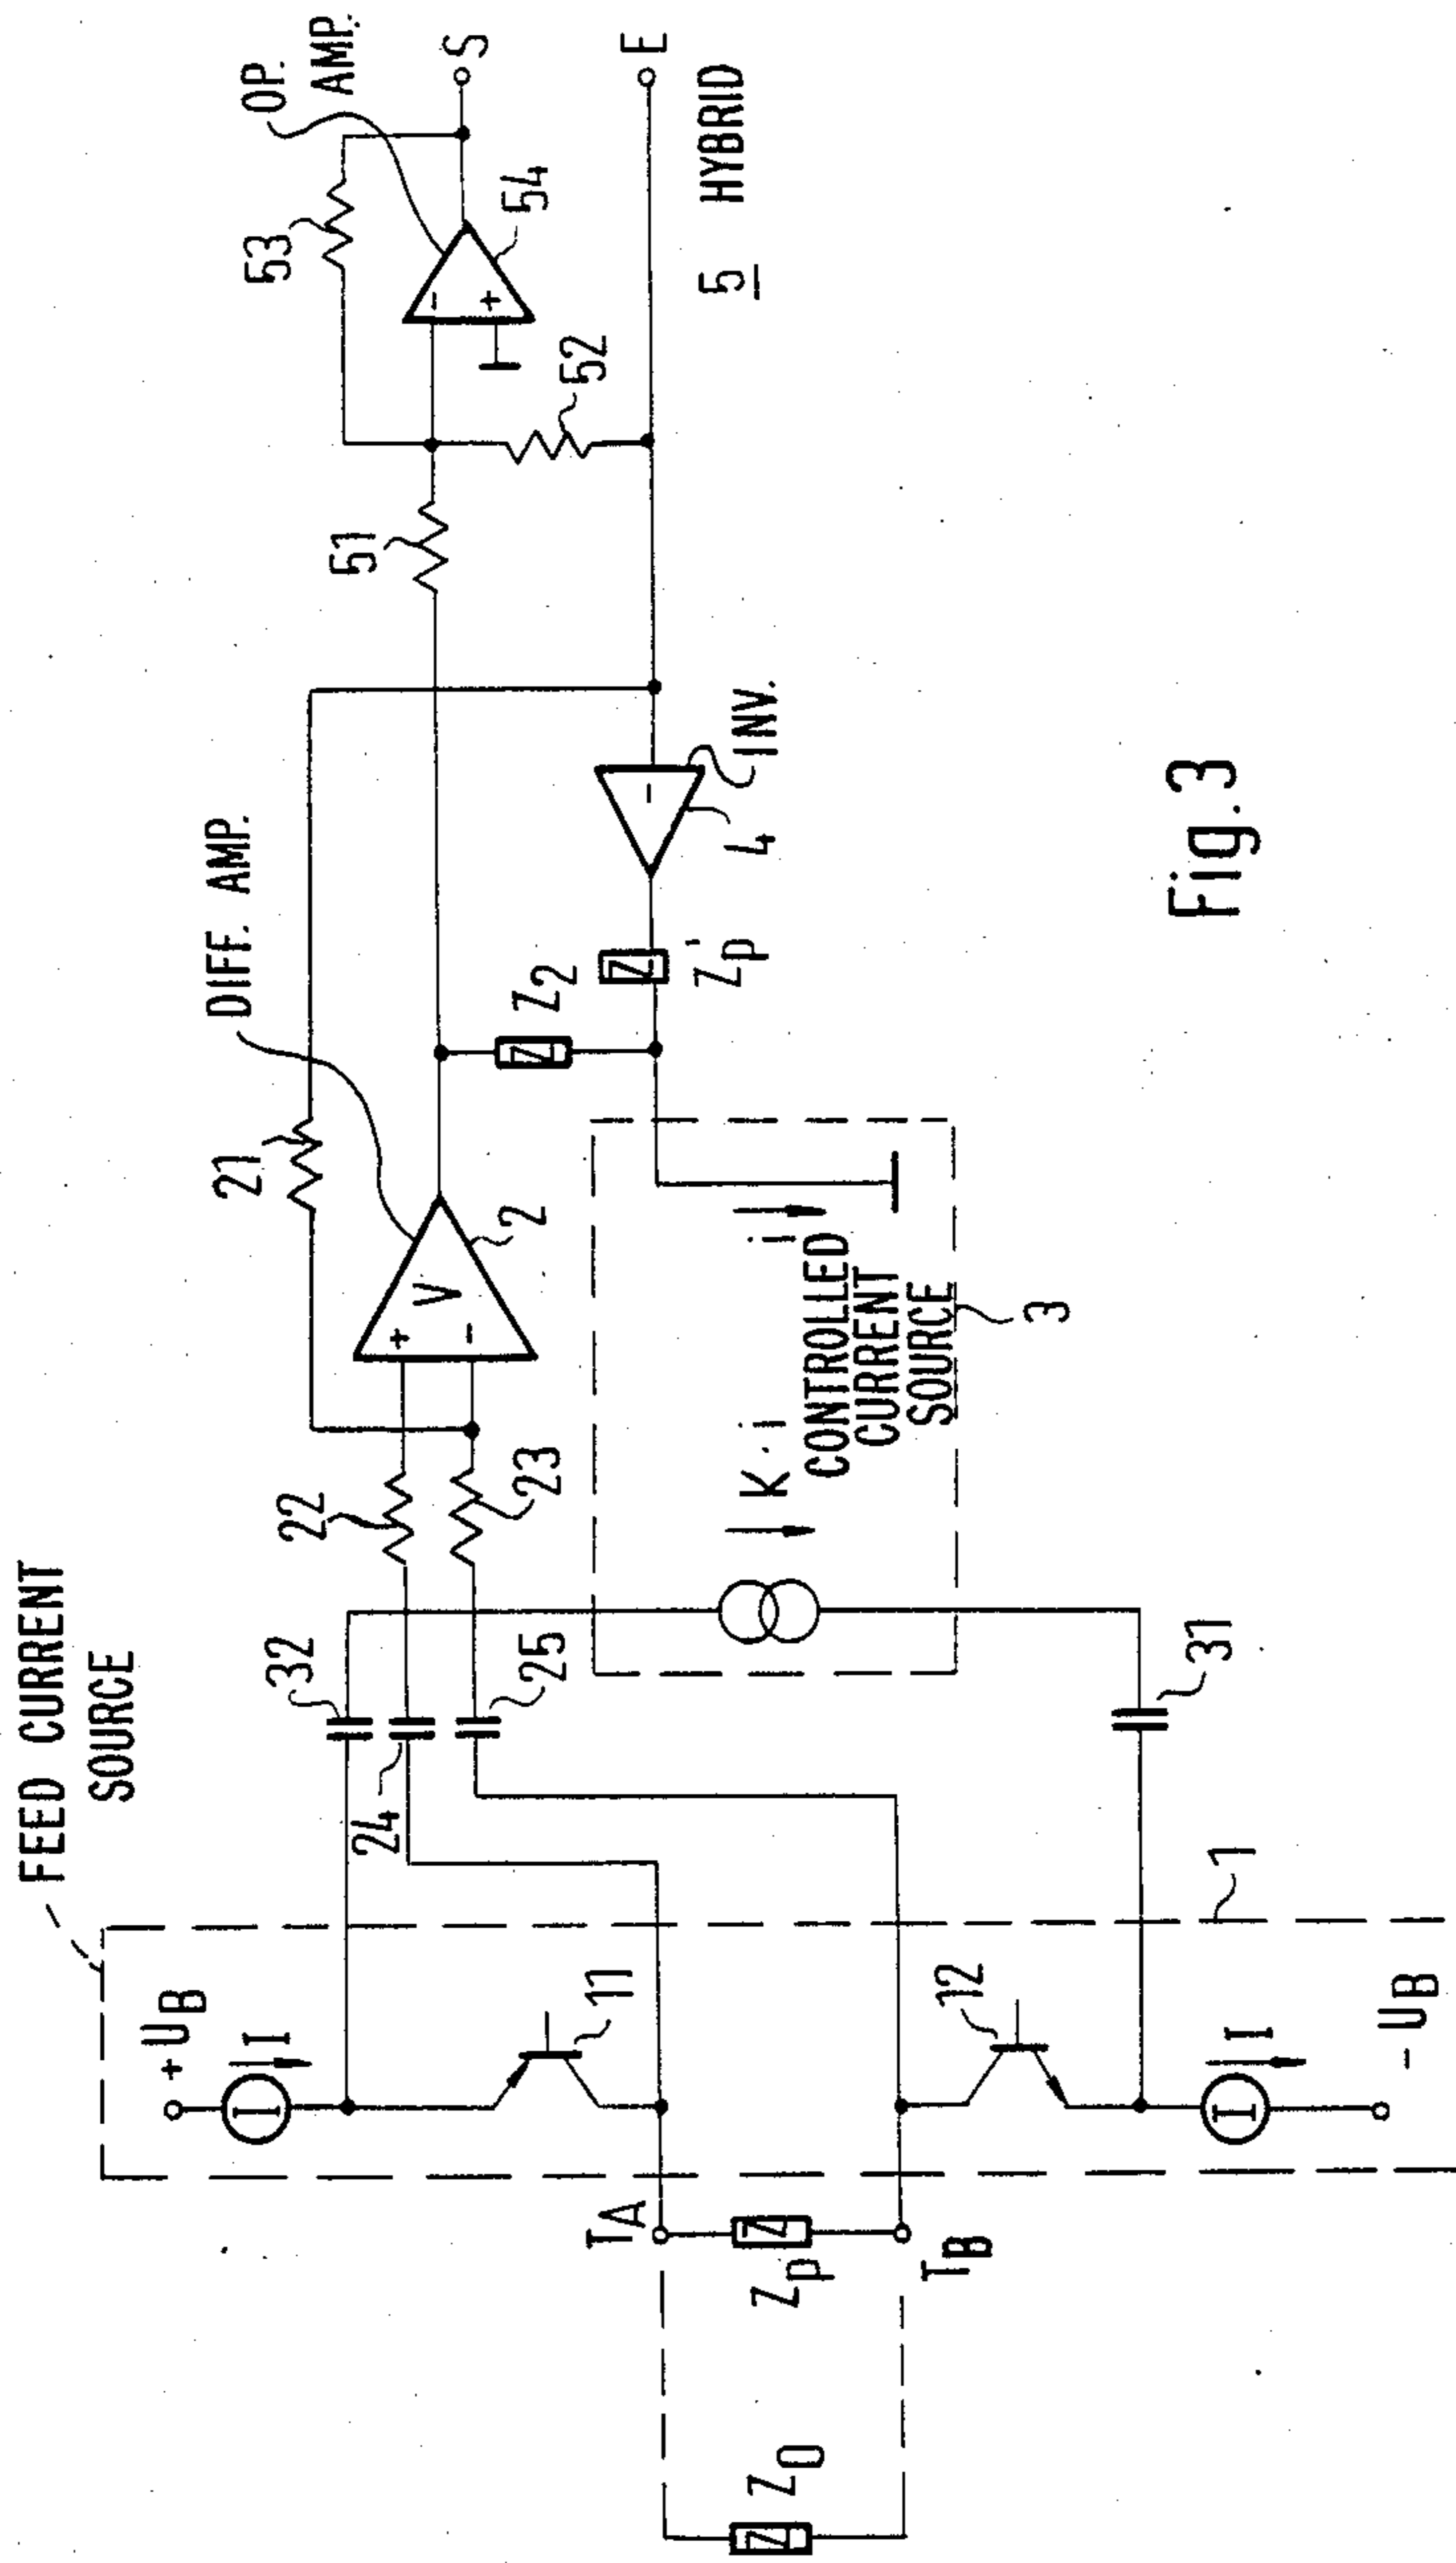 FEED CURRENT
SOURCE
+UB
I
I
11
TA
Zp
TB
ZO
Z
Z
12
I
I
-UB
1
32
24
25
31
22
23
21
DIFF. AMP.
V
+
-
2
K·i
i
CONTROLLED
CURRENT
SOURCE
3
Z2
Z
Z
Zp'
-
4
INV.
51
52
53
OP.
AMP.
-
+
54
S
E
5 HYBRID
Fig.3